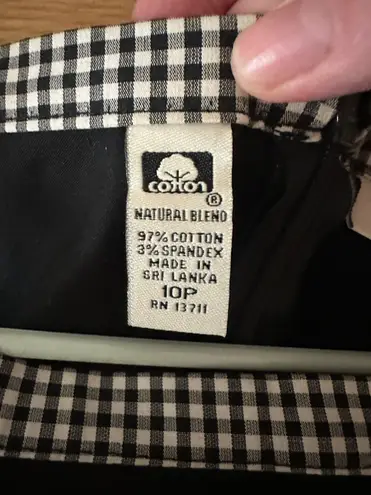 cotton
®
NATURAL BLEND
97% COTTON
3% SPANDEX
MADE IN
SRI LANKA
10P
RN 13711